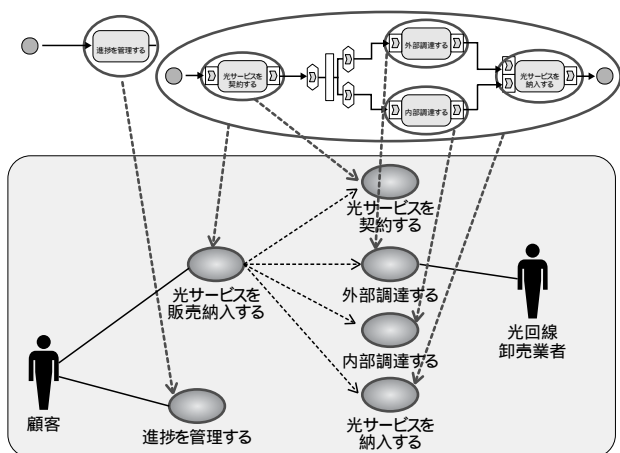 進捗を管理する
光サービスを
契約する
外部調達する
内部調達する
光サービスを
納入する
光サービスを
契約する
光サービスを
販売納入する
外部調達する
光回線
卸売業者
内部調達する
顧客
進捗を管理する
光サービスを
納入する